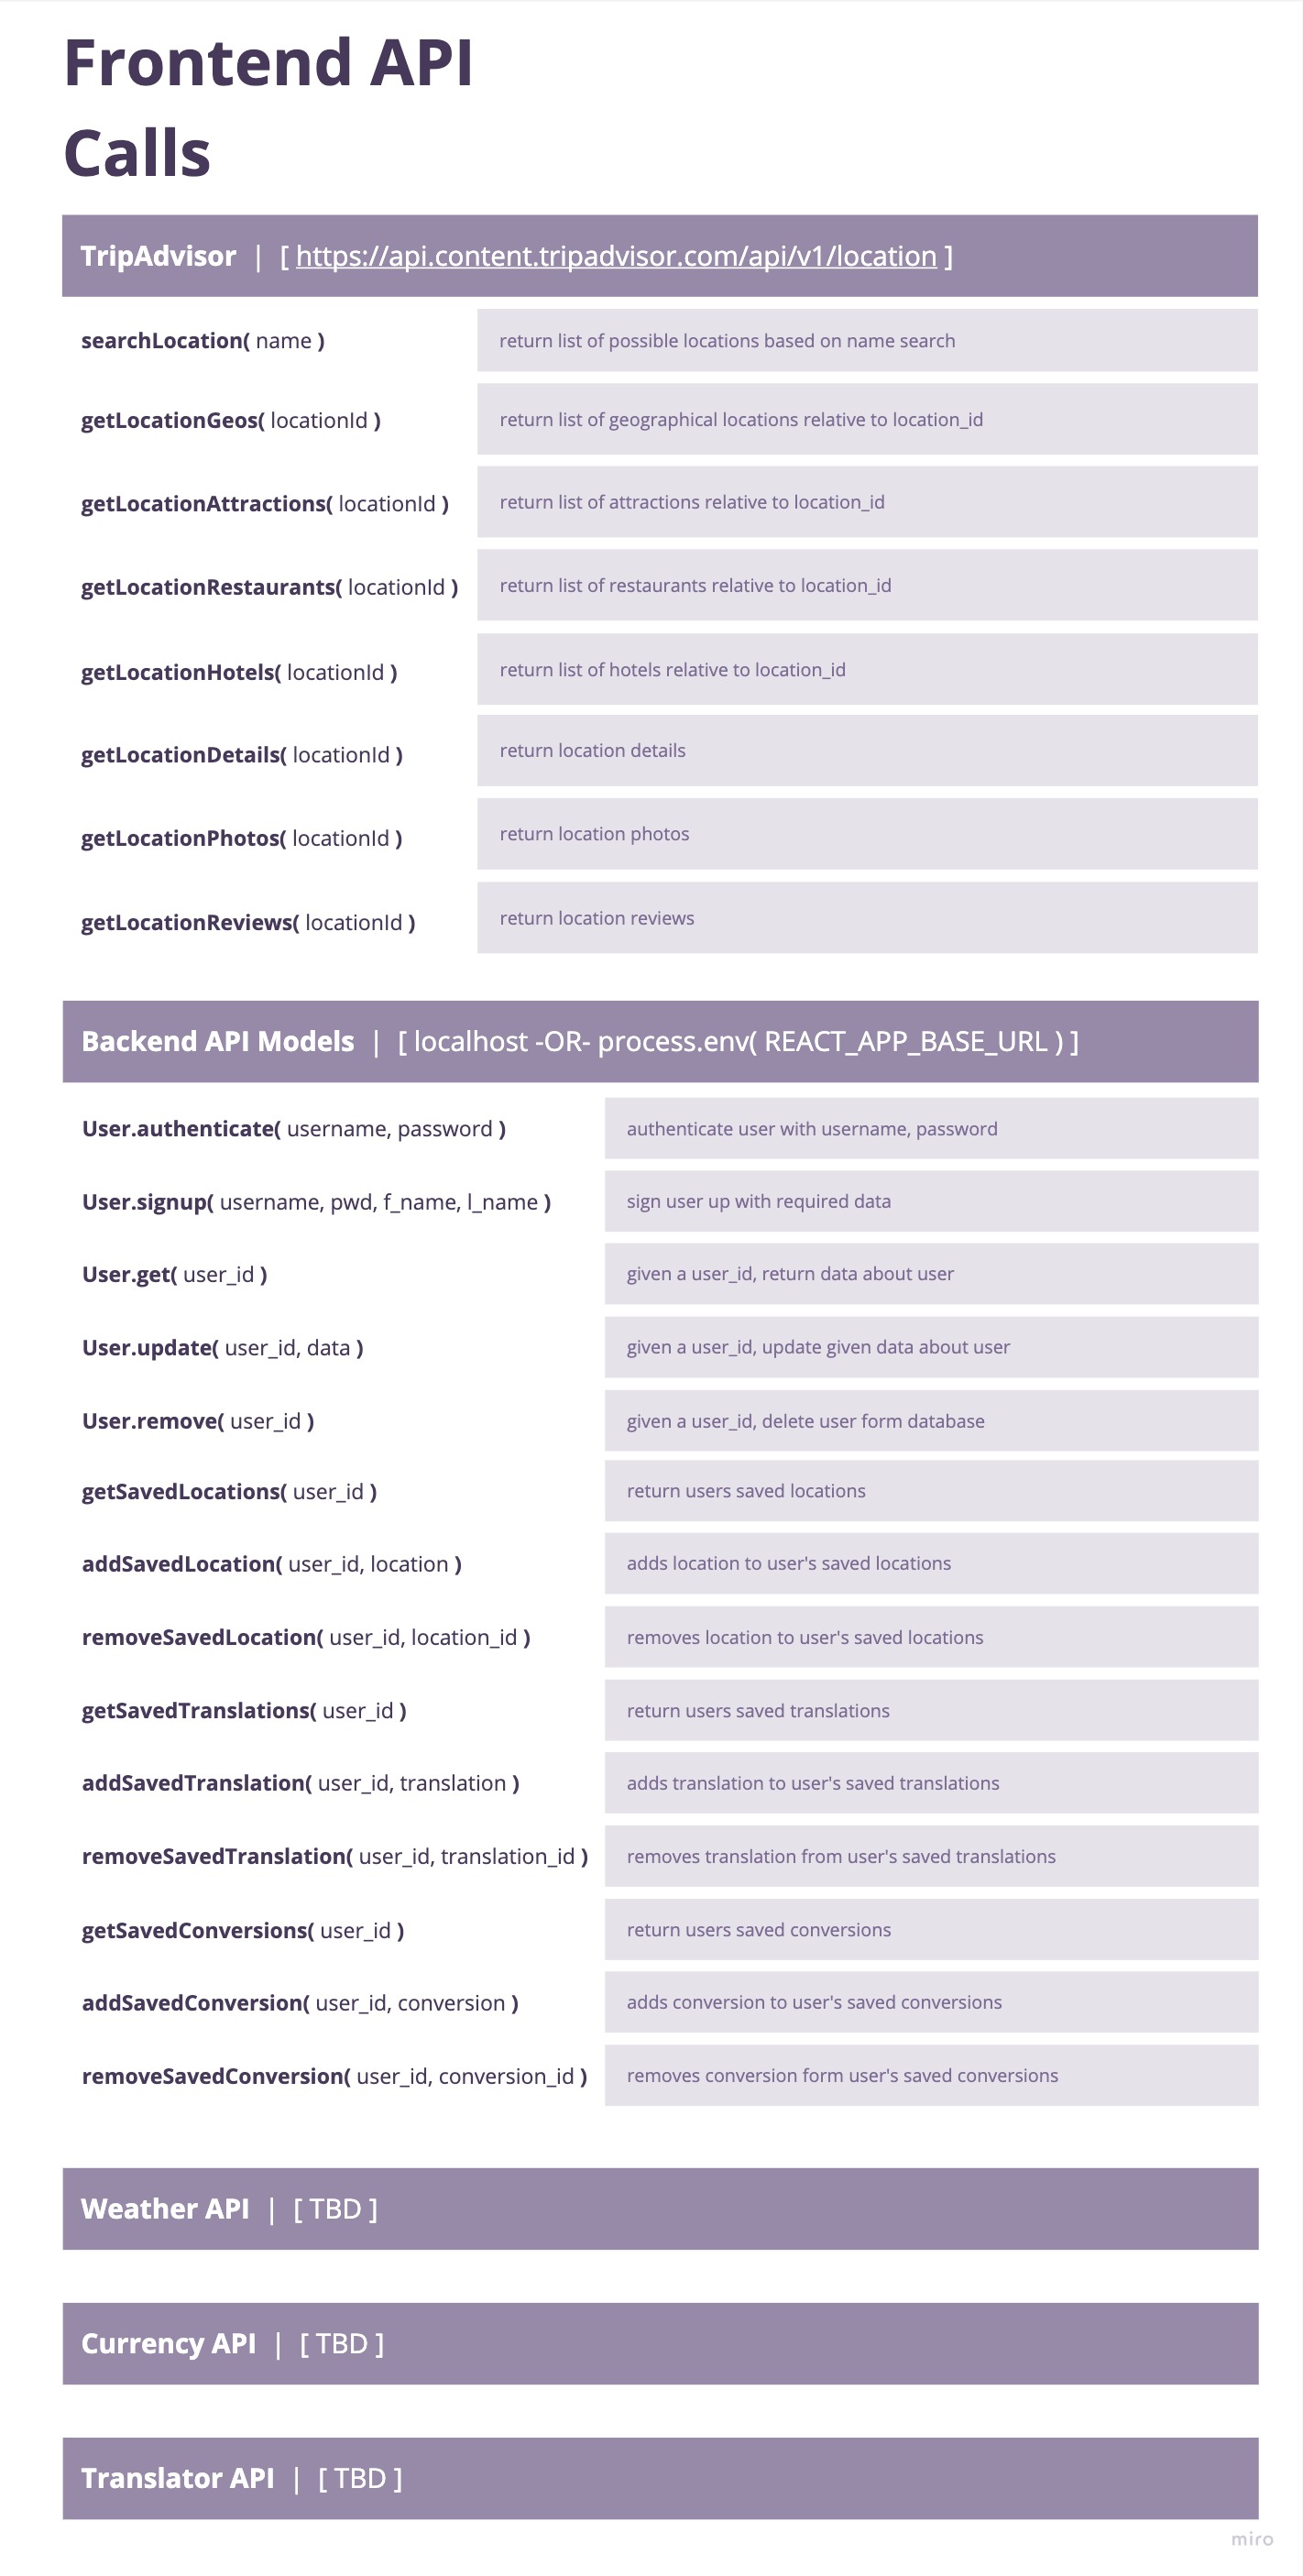 Frontend API
Calls
TripAdvisor | [ https://api.content.tripadvisor.com/api/v1/location ]
searchLocation( name ) return list of possible locations based on name search
getLocationGeos( locationId ) return list of geographical locations relative to location_id
getLocationAttractions( locationId ) return list of attractions relative to location_id
getLocationRestaurants( locationId ) return list of restaurants relative to location_id
getLocationHotels( locationId ) return list of hotels relative to location_id
getLocationDetails( locationId ) return location details
getLocationPhotos( locationId ) return location photos
getLocationReviews( locationId ) return location reviews
Backend API Models | [ localhost -OR- process.env( REACT_APP_BASE_URL ) ]
User.authenticate( username, password ) authenticate user with username, password
User.signup( username, pwd, f_name, l_name ) sign user up with required data
User.get( user_id ) given a user_id, return data about user
User.update( user_id, data ) given a user_id, update given data about user
User.remove( user_id ) given a user_id, delete user form database
getSavedLocations( user_id ) return users saved locations
addSavedLocation( user_id, location ) adds location to user's saved locations
removeSavedLocation( user_id, location_id ) removes location to user's saved locations
getSavedTranslations( user_id ) return users saved translations
addSavedTranslation( user_id, translation ) adds translation to user's saved translations
removeSavedTranslation( user_id, translation_id ) removes translation from user's saved translations
getSavedConversions( user_id ) return users saved conversions
addSavedConversion( user_id, conversion ) adds conversion to user's saved conversions
removeSavedConversion( user_id, conversion_id ) removes conversion form user's saved conversions
Weather API | [ TBD ]
Currency API | [ TBD ]
Translator API | [ TBD ]
miro